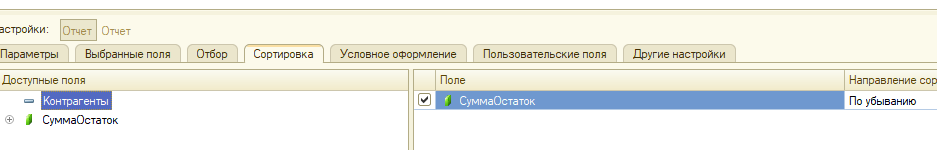 астройки: Отчет Отчет
Параметры Выбранные поля Отбор Сортировка Условное оформление Пользовательские поля Другие настройки
Доступные поля Поле Направление сор
Контрагенты СуммаОстаток По убыванию
СуммаОстаток